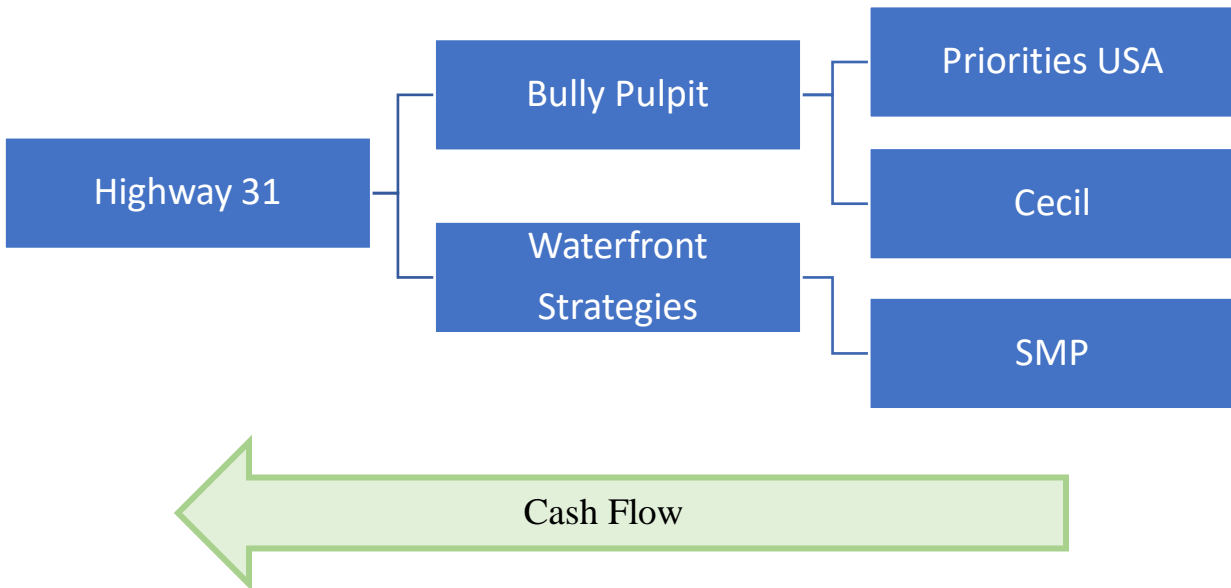 Priorities USA
Bully Pulpit
Highway 31
Cecil
Waterfront
Strategies
SMP
Cash Flow